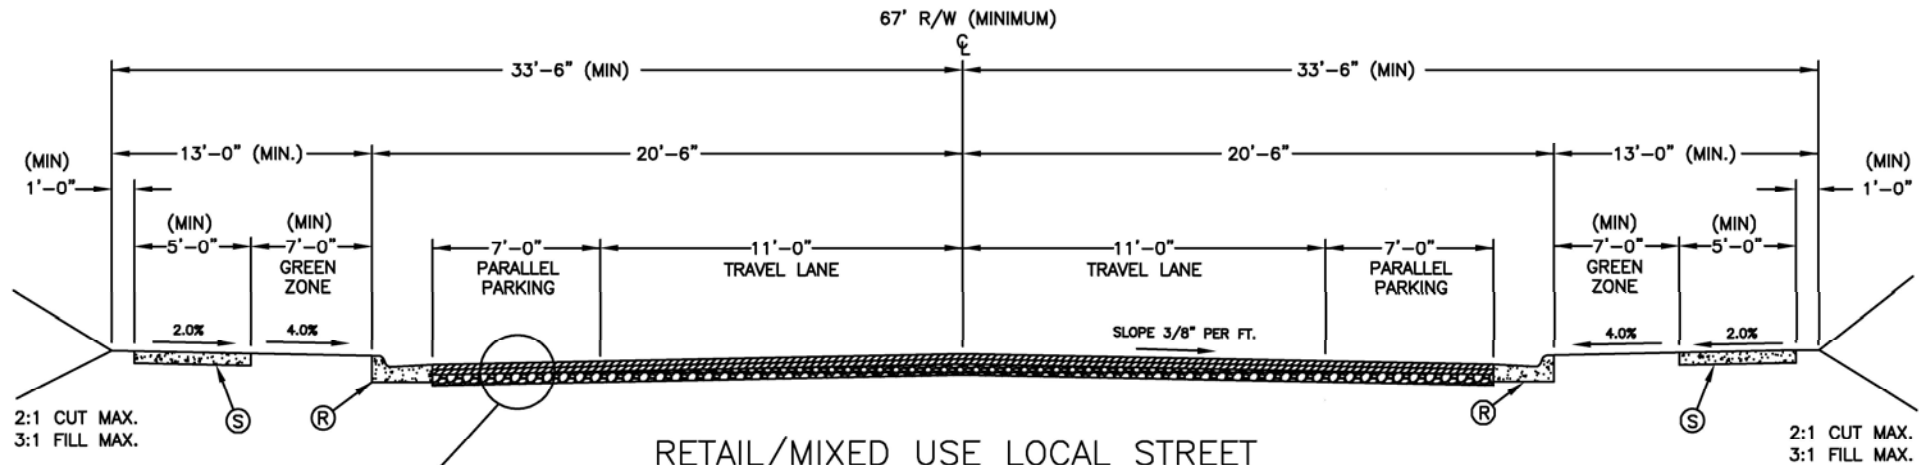 67' R/W (MINIMUM)
℄
33'-6" (MIN)
33'-6" (MIN)
(MIN)
1'-0"
13'-0" (MIN.)
20'-6"
20'-6"
13'-0" (MIN.)
(MIN)
1'-0"
(MIN)
5'-0"
(MIN)
7'-0"
GREEN
ZONE
7'-0"
PARALLEL
PARKING
11'-0"
TRAVEL LANE
11'-0"
TRAVEL LANE
7'-0"
PARALLEL
PARKING
(MIN)
7'-0"
GREEN
ZONE
(MIN)
5'-0"
2.0%
4.0%
SLOPE 3/8" PER FT.
4.0%
2.0%
S
R
R
S
2:1 CUT MAX.
3:1 FILL MAX.
RETAIL/MIXED USE LOCAL STREET
2:1 CUT MAX.
3:1 FILL MAX.